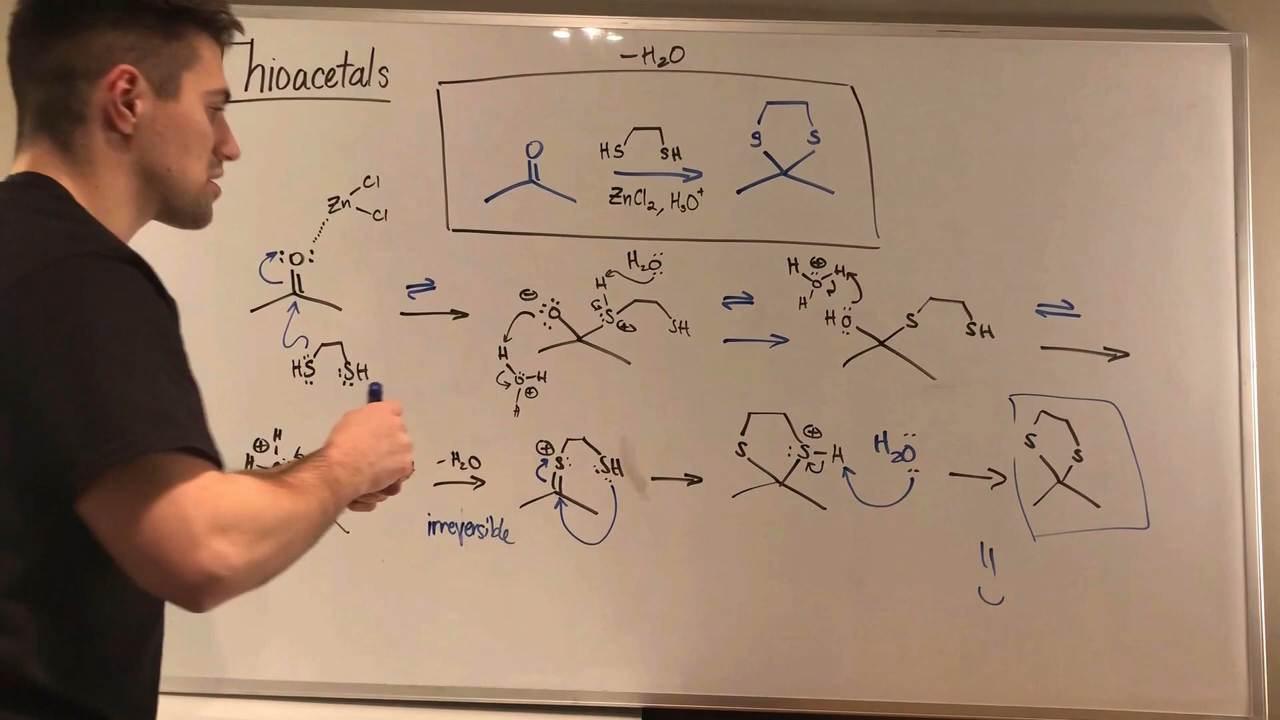 Thioacetals
-H₂O
O
HS SH
ZnCl₂, H₃O⁺
S S
Zn Cl
Cl
:O:
HS SH
⊖ O
H
S ⊕ SH
H₂O
H
O-H
⊕
H
H ⊕ H
O
H
HO S SH
⊕ H
H
-H₂O
irreversible
⊕
S: SH
S ⊕
:S-H
H₂O
S S